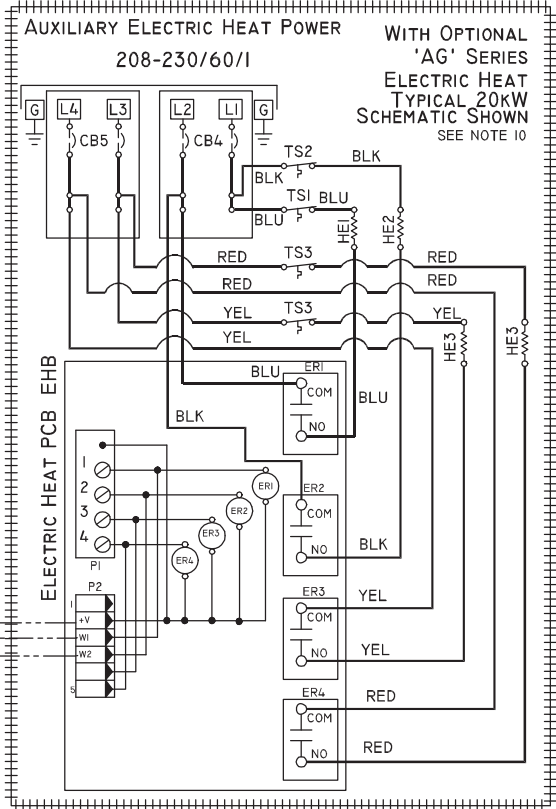 AUXILIARY ELECTRIC HEAT POWER
208-230/60/1
WITH OPTIONAL
'AG' SERIES
ELECTRIC HEAT
TYPICAL 20KW
SCHEMATIC SHOWN
SEE NOTE 10
G L4 L3 L2 L1 G
CB5 CB4
TS2 BLK
BLK
TS1 BLU
BLU
HE1 HE2
RED TS3 RED
RED RED
YEL TS3 YEL
YEL
HE3 HE3
ELECTRIC HEAT PCB EHB
ER1
BLU COM
BLK BLU
NO
1
2
3
4
P1
ER1
ER2
ER3
ER4
ER2
COM
NO BLK
P2
1
+V
W1
W2
5
ER3 YEL
COM
NO YEL
ER4 RED
COM
NO RED